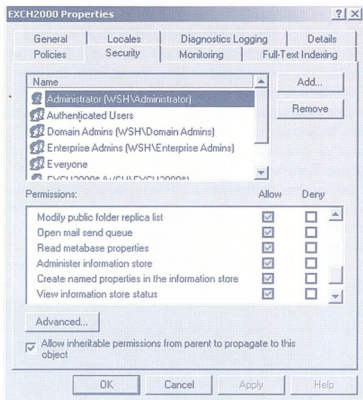 EXCH2000 Properties
General Locales Diagnostics Logging Details
Policies Security Monitoring Full-Text Indexing
Name
Add...
Administrator (WSH\Administrator)
Remove
Authenticated Users
Domain Admins (WSH\Domain Admins)
Enterprise Admins (WSH\Enterprise Admins)
Everyone
Permissions: Allow Deny
Modify public folder replica list
Open mail send queue
Read metabase properties
Administer information store
Create named properties in the information store
View information store status
Advanced...
Allow inheritable permissions from parent to propagate to this
object
OK Cancel Apply Help